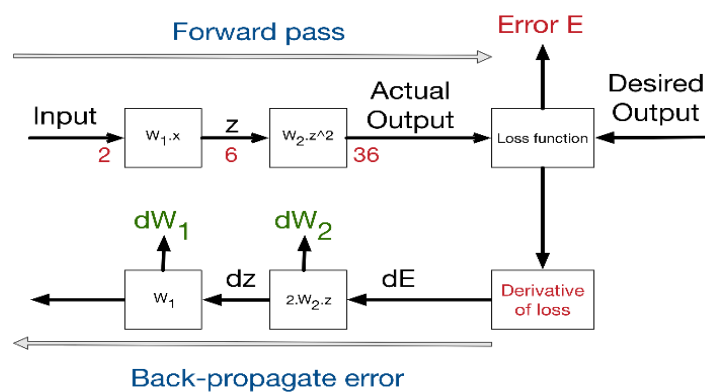 Forward pass
Error E
Input
2
W₁.x
z
6
W₂.z^2
Actual
Output
36
Loss function
Desired
Output
dW₁
dW₂
W₁
dz
2.W₂.z
dE
Derivative
of loss
Back-propagate error